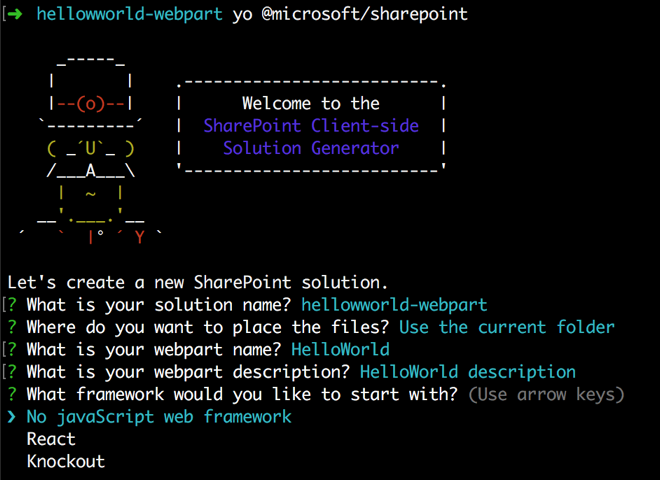 [➜ hellowworld-webpart yo @microsoft/sharepoint
     _-----_
    |       |    .--------------------------.
    |--(o)--|    |      Welcome to the      |
   `---------´   |  SharePoint Client-side  |
    ( _´U`_ )    |    Solution Generator    |
    /___A___\    '--------------------------'
     |  ~  |
   __'.___.'__
 ´   `  |° ´ Y `
Let's create a new SharePoint solution.
[? What is your solution name? hellowworld-webpart
? Where do you want to place the files? Use the current folder
[? What is your webpart name? HelloWorld
[? What is your webpart description? HelloWorld description
? What framework would you like to start with? (Use arrow keys)
❯ No javaScript web framework
React
Knockout